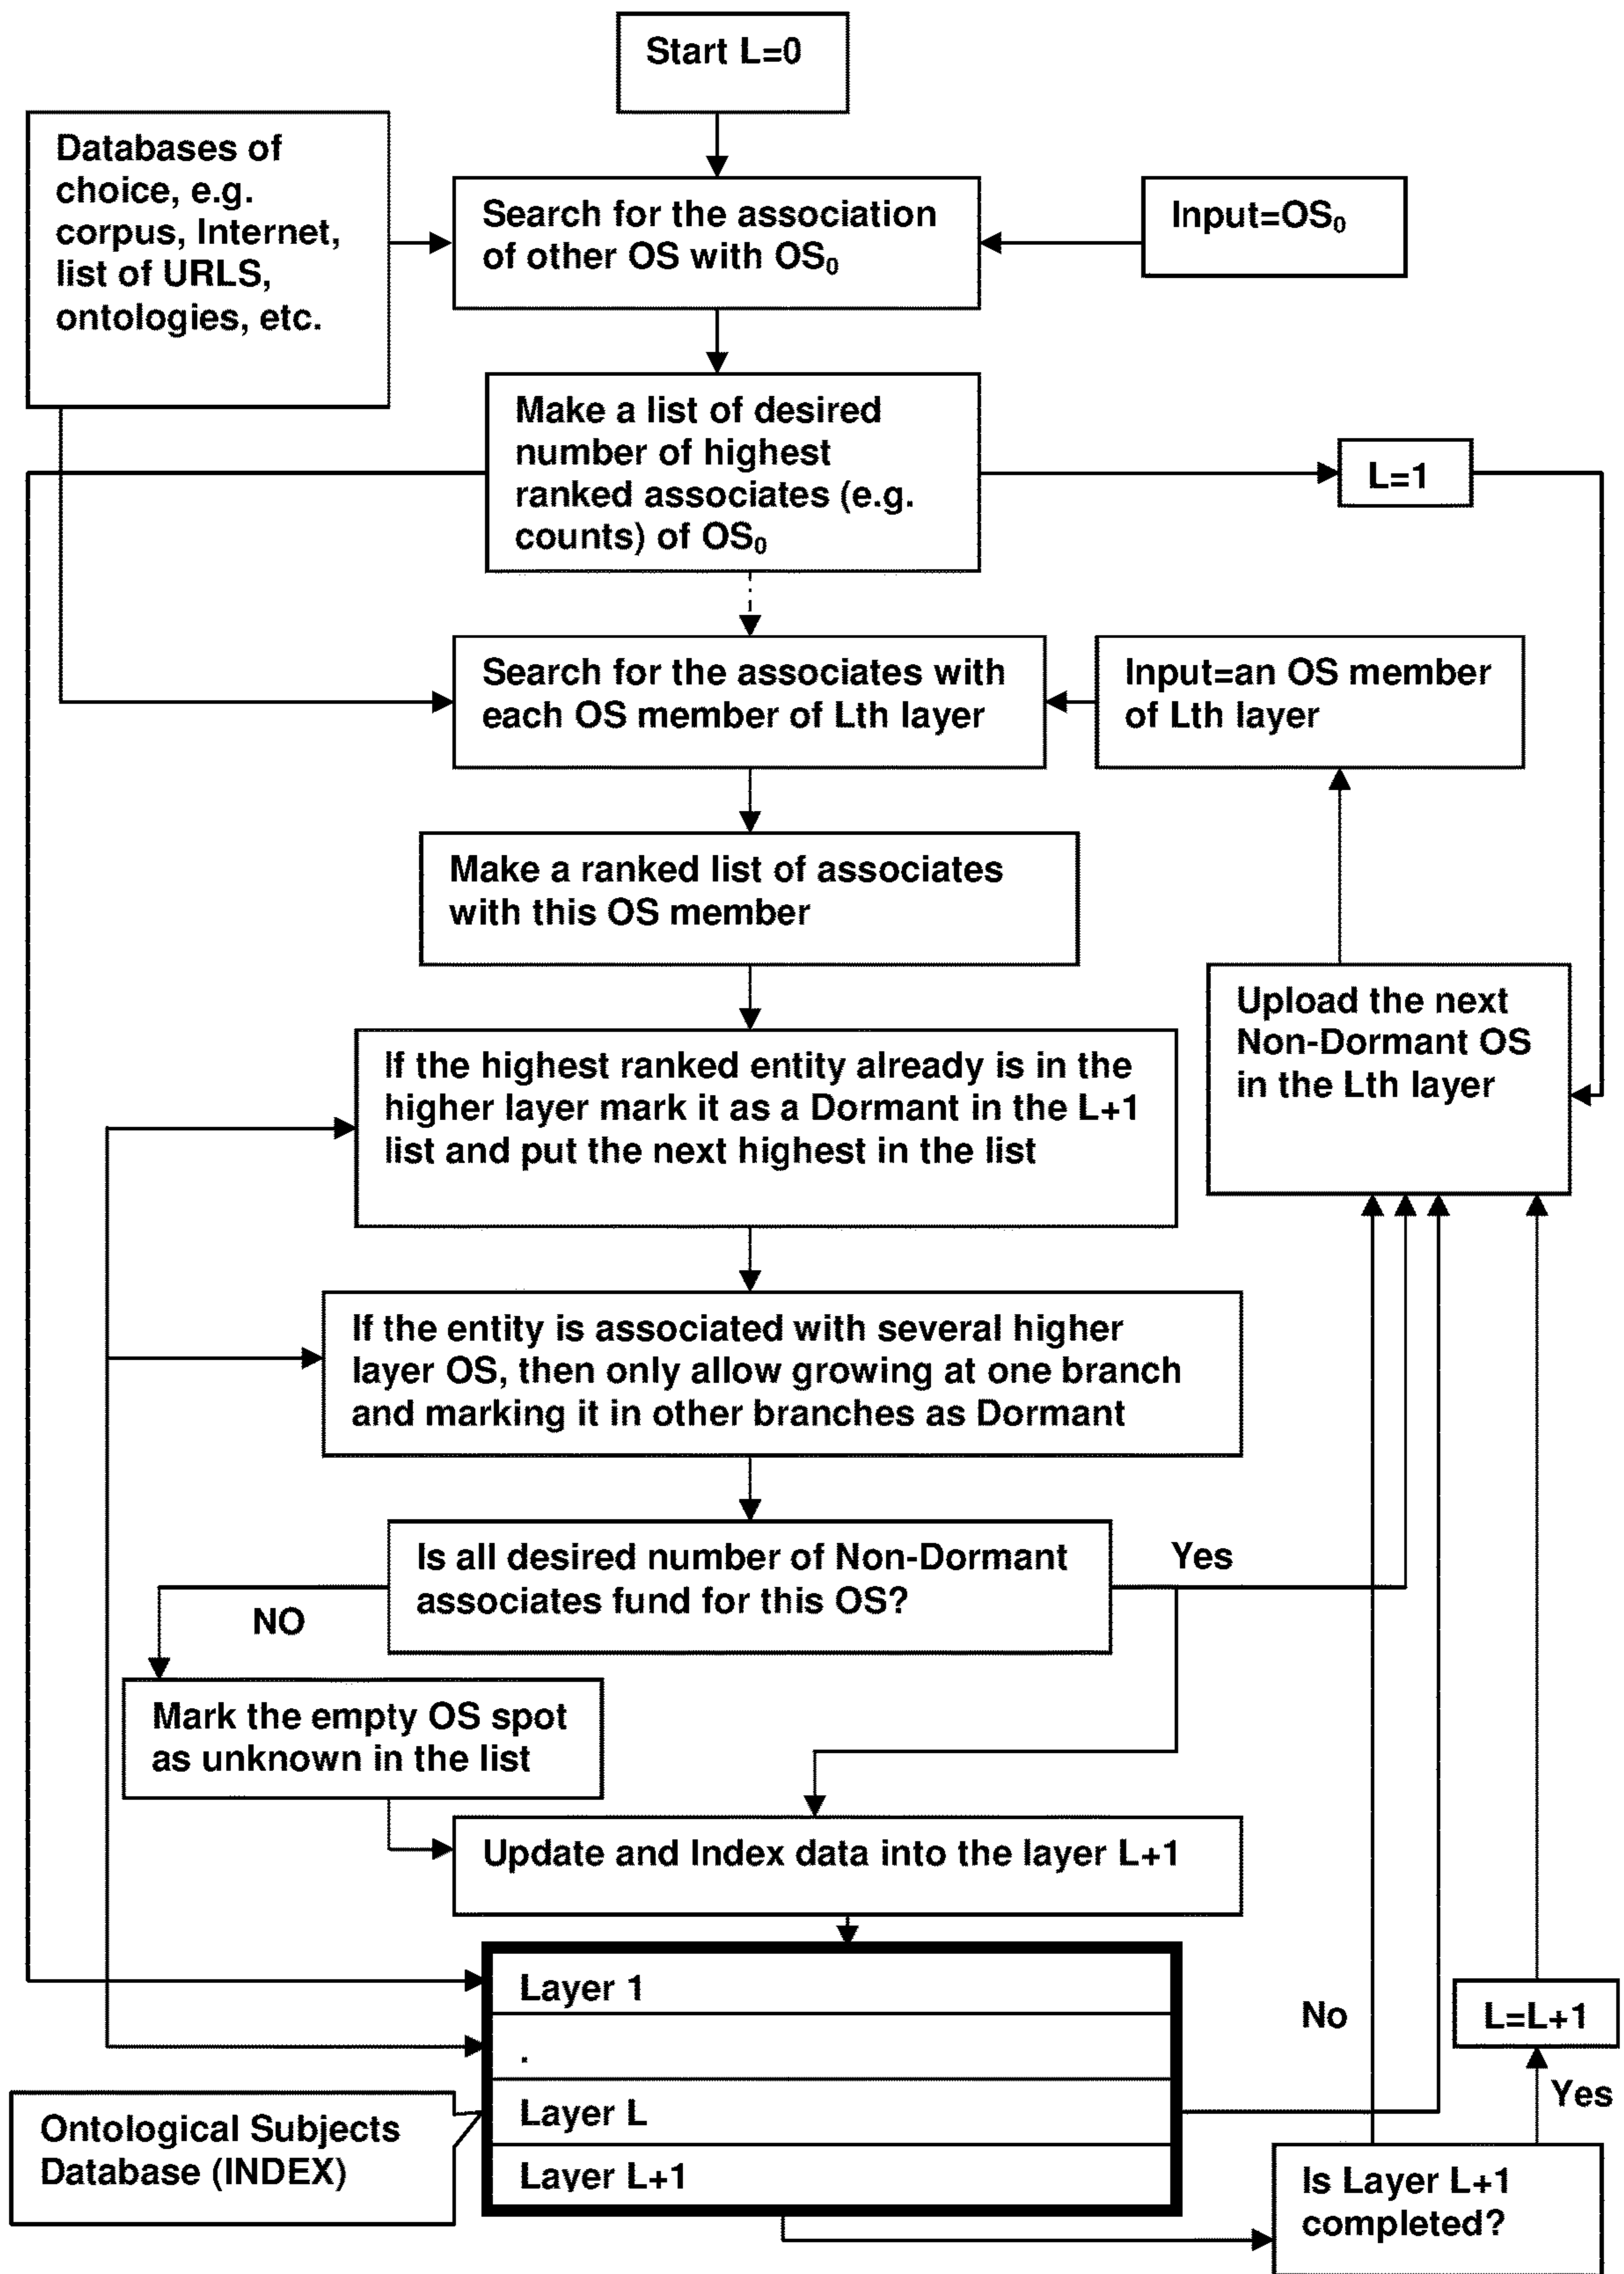 Start L=0
Databases of
choice, e.g.
corpus, Internet,
list of URLS,
ontologies, etc.
Search for the association
of other OS with OS₀
Input=OS₀
Make a list of desired
number of highest
ranked associates (e.g.
counts) of OS₀
L=1
Search for the associates with
each OS member of Lth layer
Input=an OS member
of Lth layer
Make a ranked list of associates
with this OS member
Upload the next
Non-Dormant OS
in the Lth layer
If the highest ranked entity already is in the
higher layer mark it as a Dormant in the L+1
list and put the next highest in the list
If the entity is associated with several higher
layer OS, then only allow growing at one branch
and marking it in other branches as Dormant
Is all desired number of Non-Dormant
associates fund for this OS?
Yes
NO
Mark the empty OS spot
as unknown in the list
Update and Index data into the layer L+1
Layer 1
.
Layer L
Layer L+1
Ontological Subjects
Database (INDEX)
No
L=L+1
Yes
Is Layer L+1
completed?